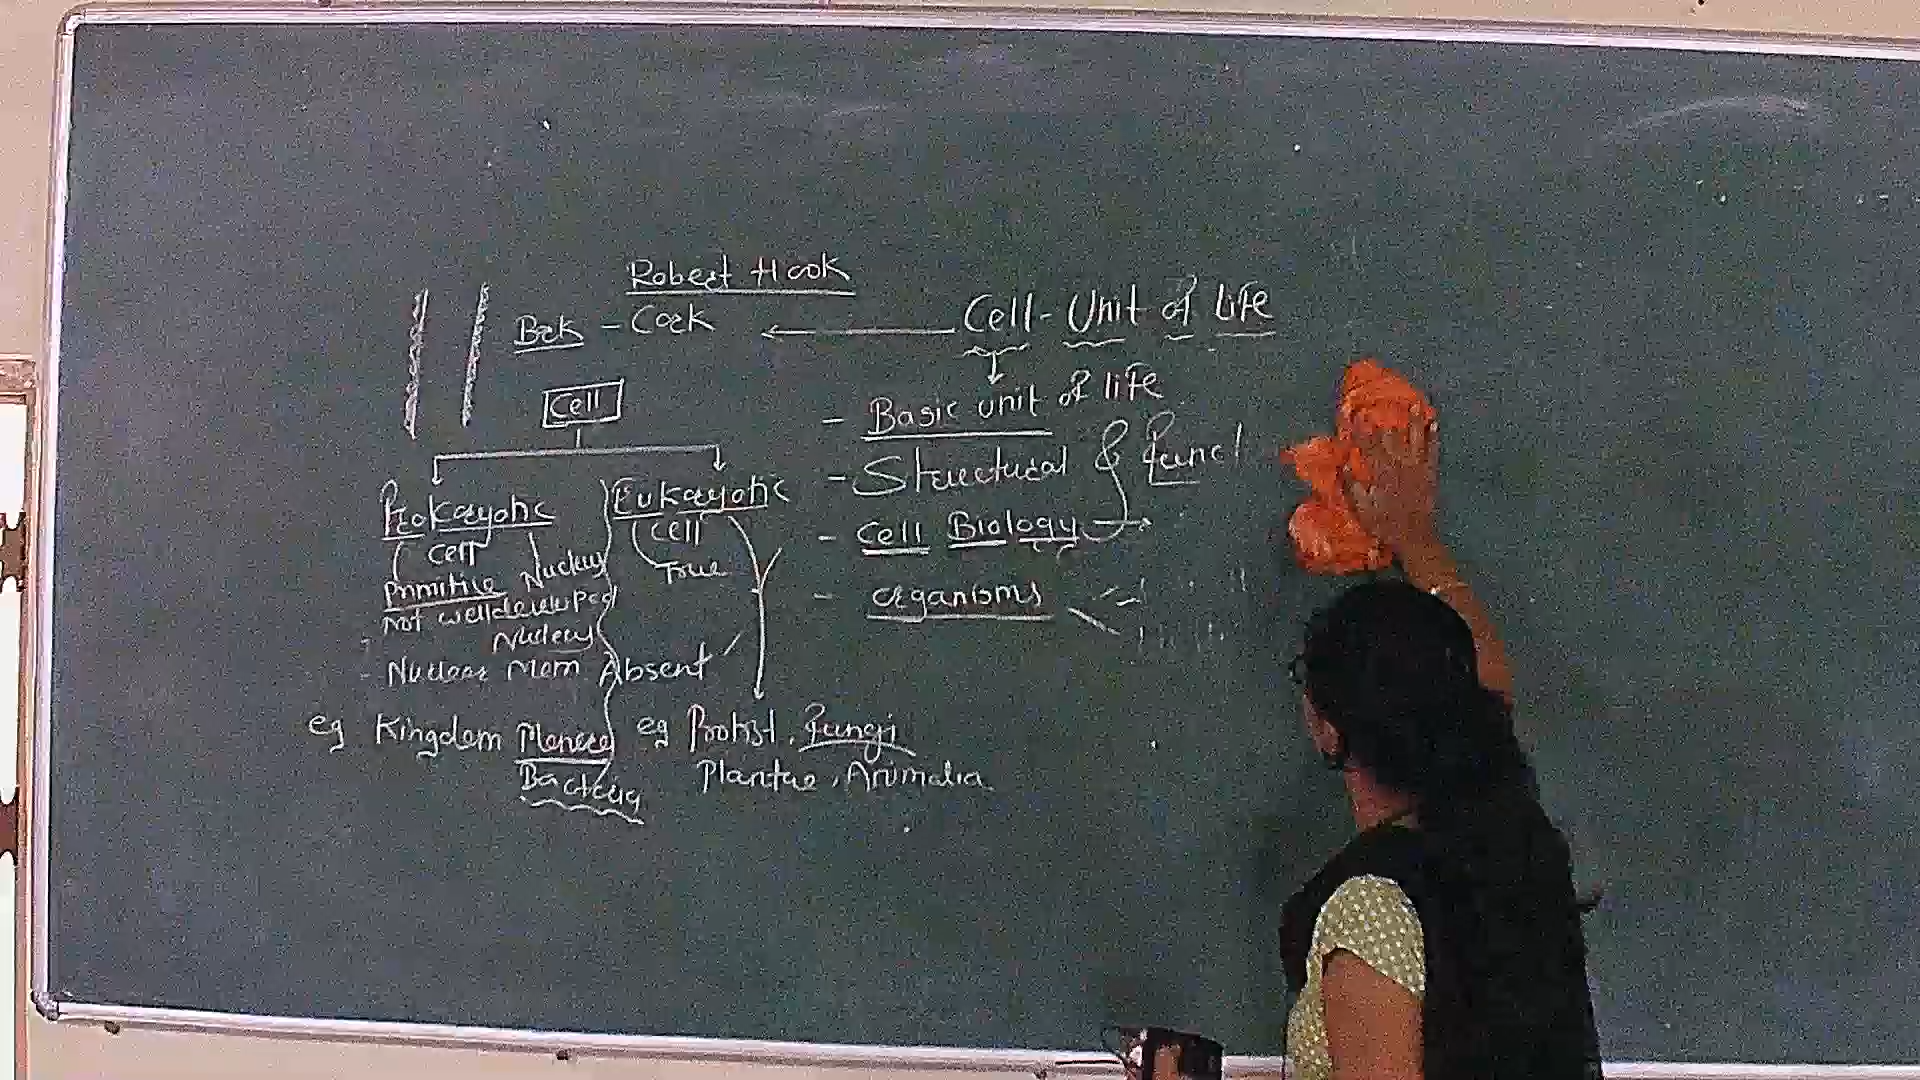 Robert Hook
Cork
Cell - Unit of Life
Cell
- Basic unit of life
- Structural & funct
- Cell Biology
- organisms
Prokaryotic
Cell
Primitive Nucleus
Not welldeveloped
Nucleus
- Nuclear Mem Absent
Eukaryotic
Cell
True
eg Kingdom Monera
Bacteria
eg Protist, Fungi
Plantae, Animalia